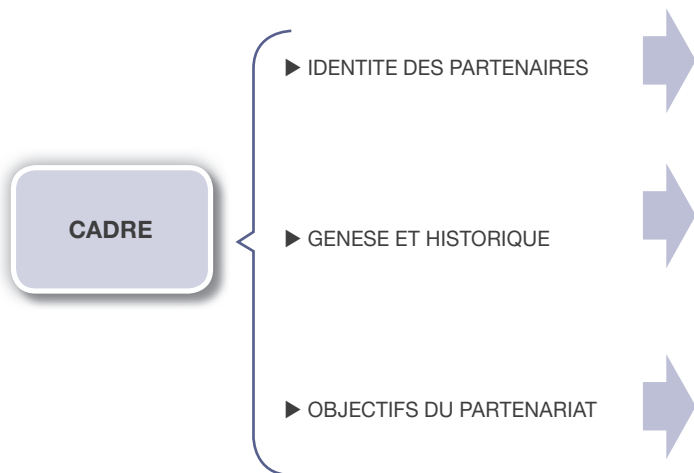 ▶ IDENTITE DES PARTENAIRES
CADRE
▶ GENESE ET HISTORIQUE
▶ OBJECTIFS DU PARTENARIAT